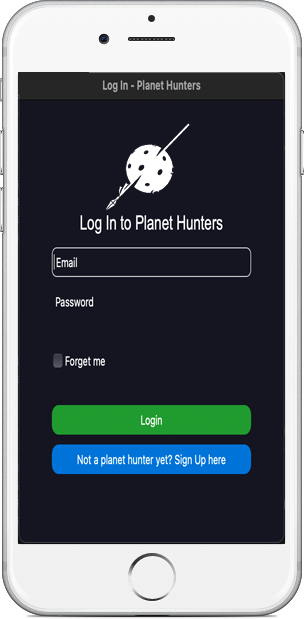 Log In - Planet Hunters
Log In to Planet Hunters
Email
Password
Forget me
Login
Not a planet hunter yet? Sign Up here